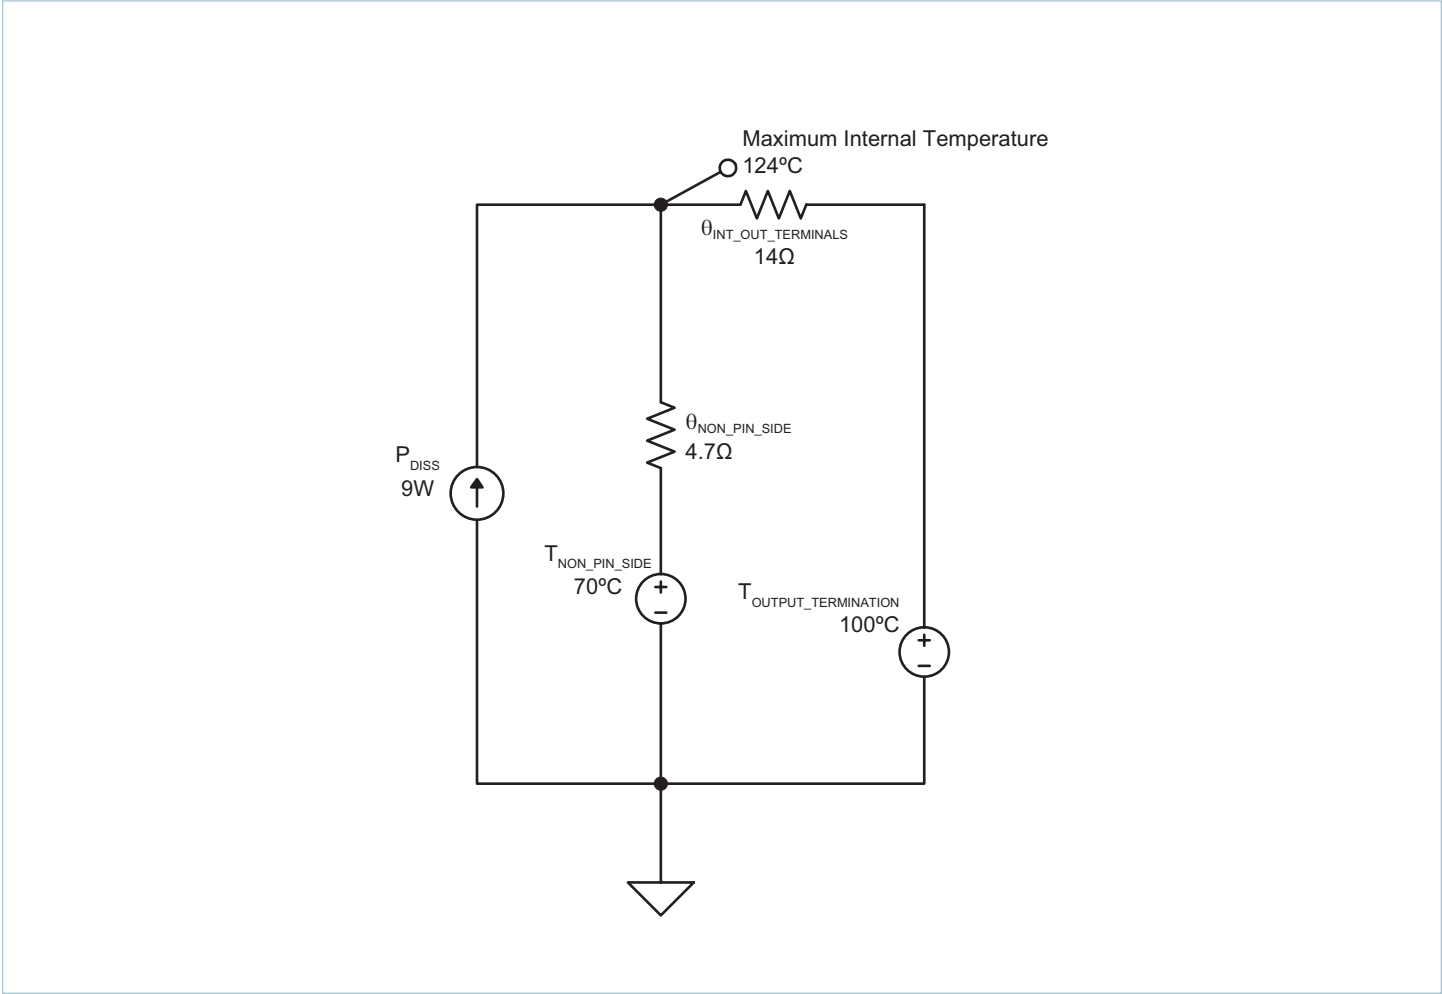 Maximum Internal Temperature
124ºC
θINT_OUT_TERMINALS
14Ω
θNON_PIN_SIDE
4.7Ω
PDISS
9W
TNON_PIN_SIDE
70ºC
+
−
TOUTPUT_TERMINATION
100ºC
+
−